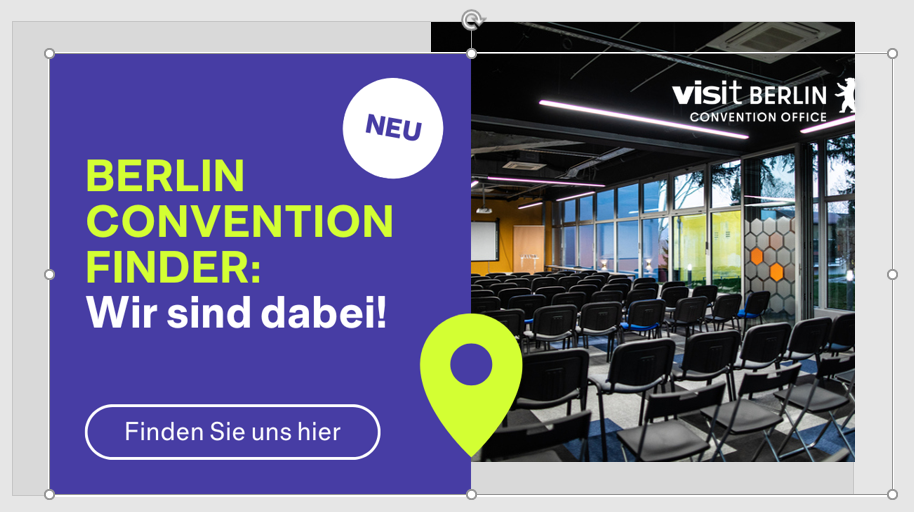 NEU
BERLIN
CONVENTION
FINDER:
Wir sind dabei!
Finden Sie uns hier
visit BERLIN
CONVENTION OFFICE